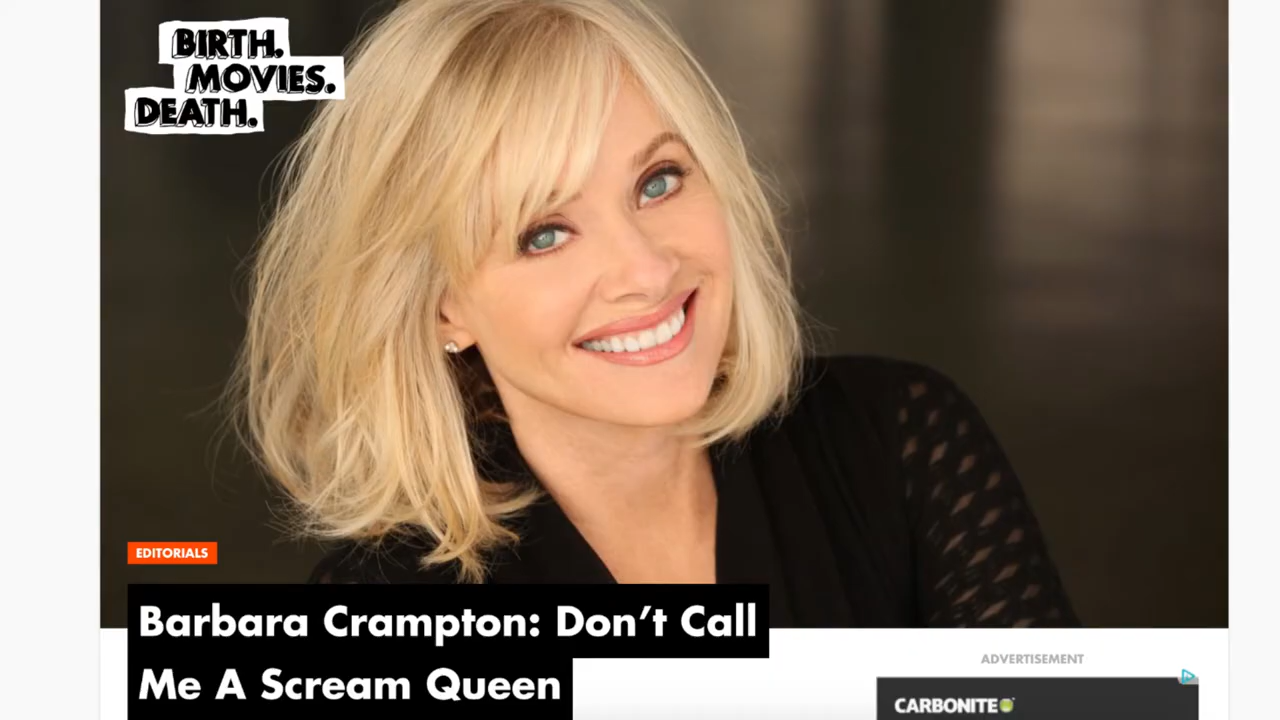 BIRTH.
MOVIES.
DEATH.
EDITORIALS
Barbara Crampton: Don’t Call
Me A Scream Queen
ADVERTISEMENT
CARBONITE